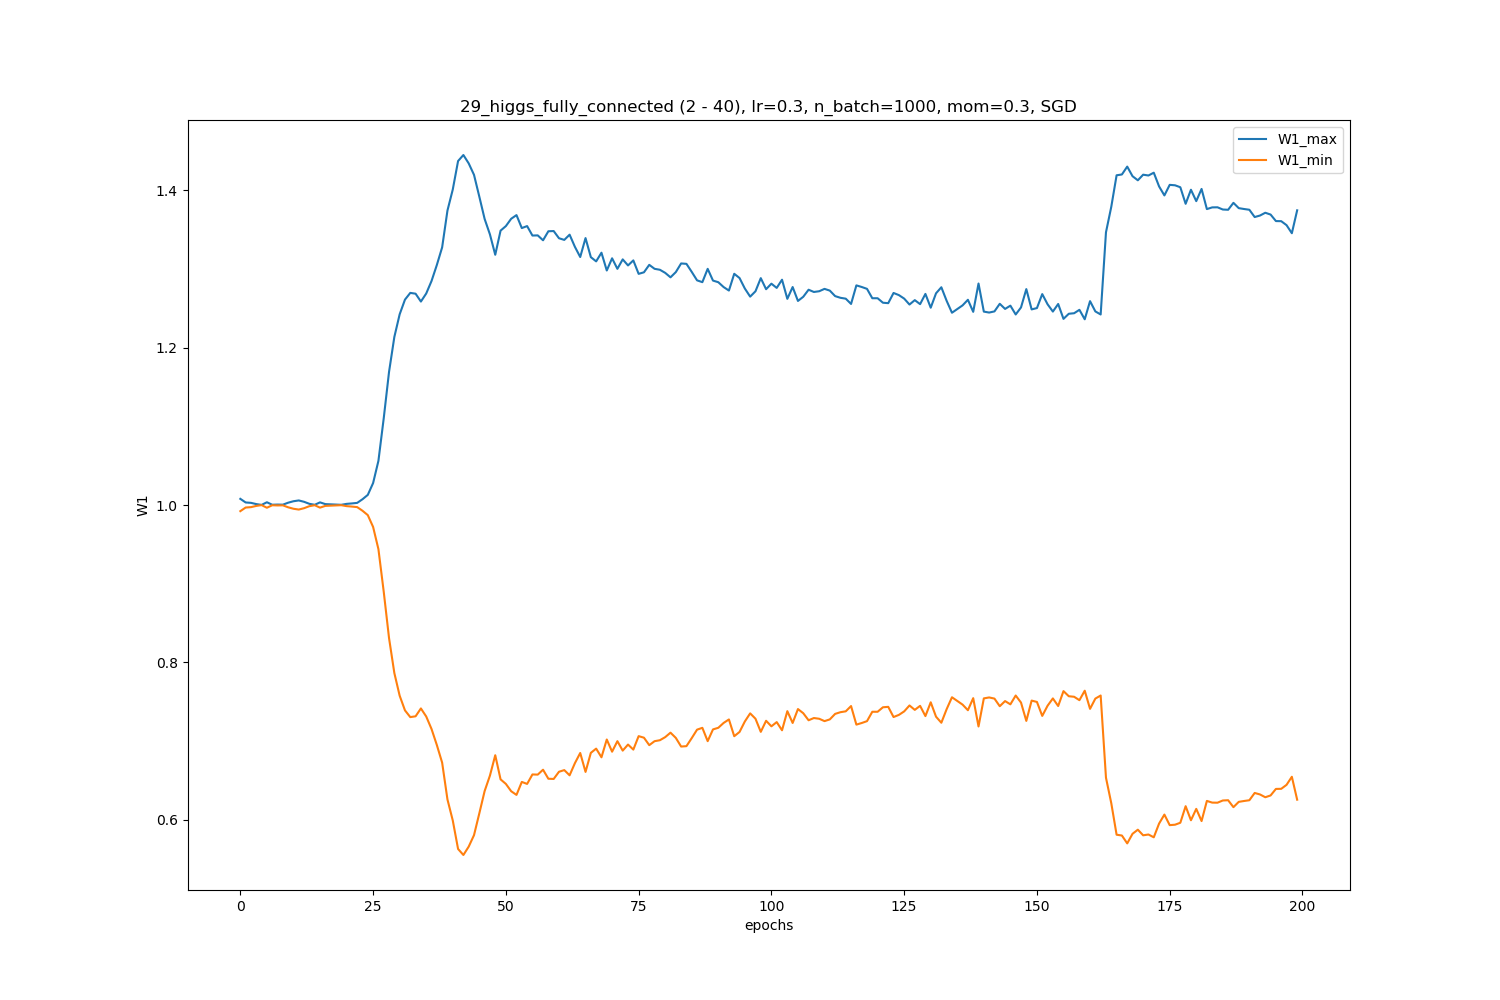 29_higgs_fully_connected (2 - 40), lr=0.3, n_batch=1000, mom=0.3, SGD
W1_max
W1_min
1.4
1.2
1.0
0.8
0.6
W1
0
25
50
75
100
125
150
175
200
epochs